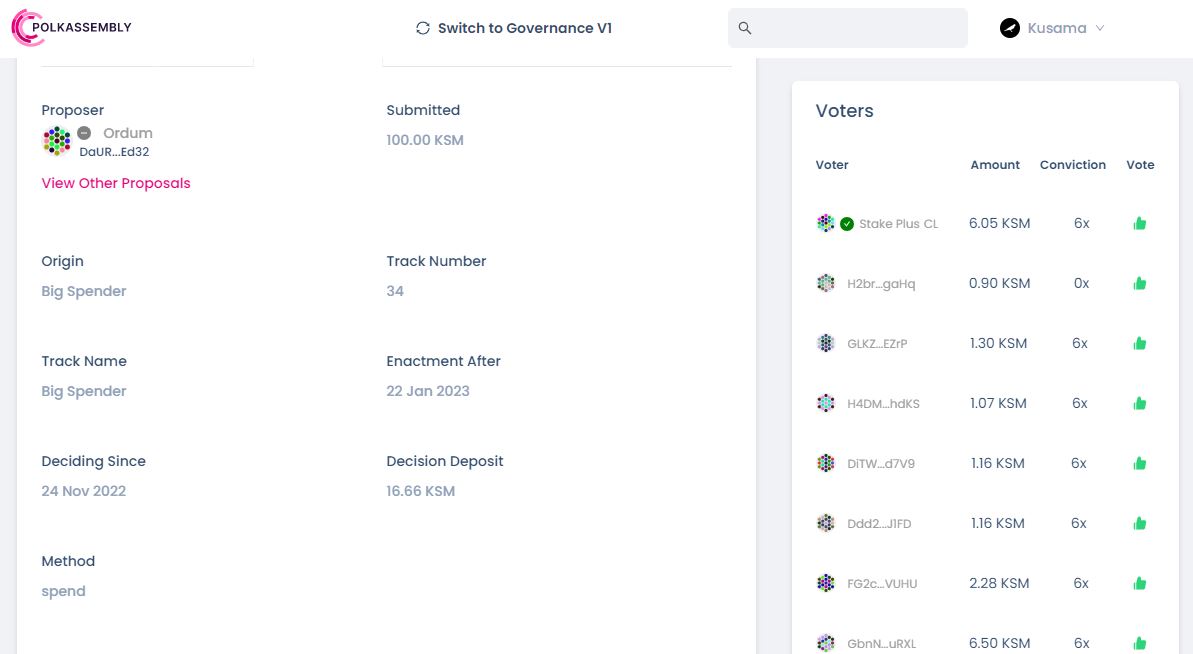 POLKASSEMBLY
Switch to Governance V1
Kusama
Proposer
Ordum
DaUR...Ed32
View Other Proposals
Submitted
100.00 KSM
Origin
Big Spender
Track Number
34
Track Name
Big Spender
Enactment After
22 Jan 2023
Deciding Since
24 Nov 2022
Decision Deposit
16.66 KSM
Method
spend
Voters
Voter Amount Conviction Vote
Stake Plus CL 6.05 KSM 6x
H2br...gaHq 0.90 KSM 0x
GLKZ...EZrP 1.30 KSM 6x
H4DM...hdKS 1.07 KSM 6x
DiTW...d7V9 1.16 KSM 6x
Ddd2...J1FD 1.16 KSM 6x
FG2c...VUHU 2.28 KSM 6x
GbnN...uRXL 6.50 KSM 6x